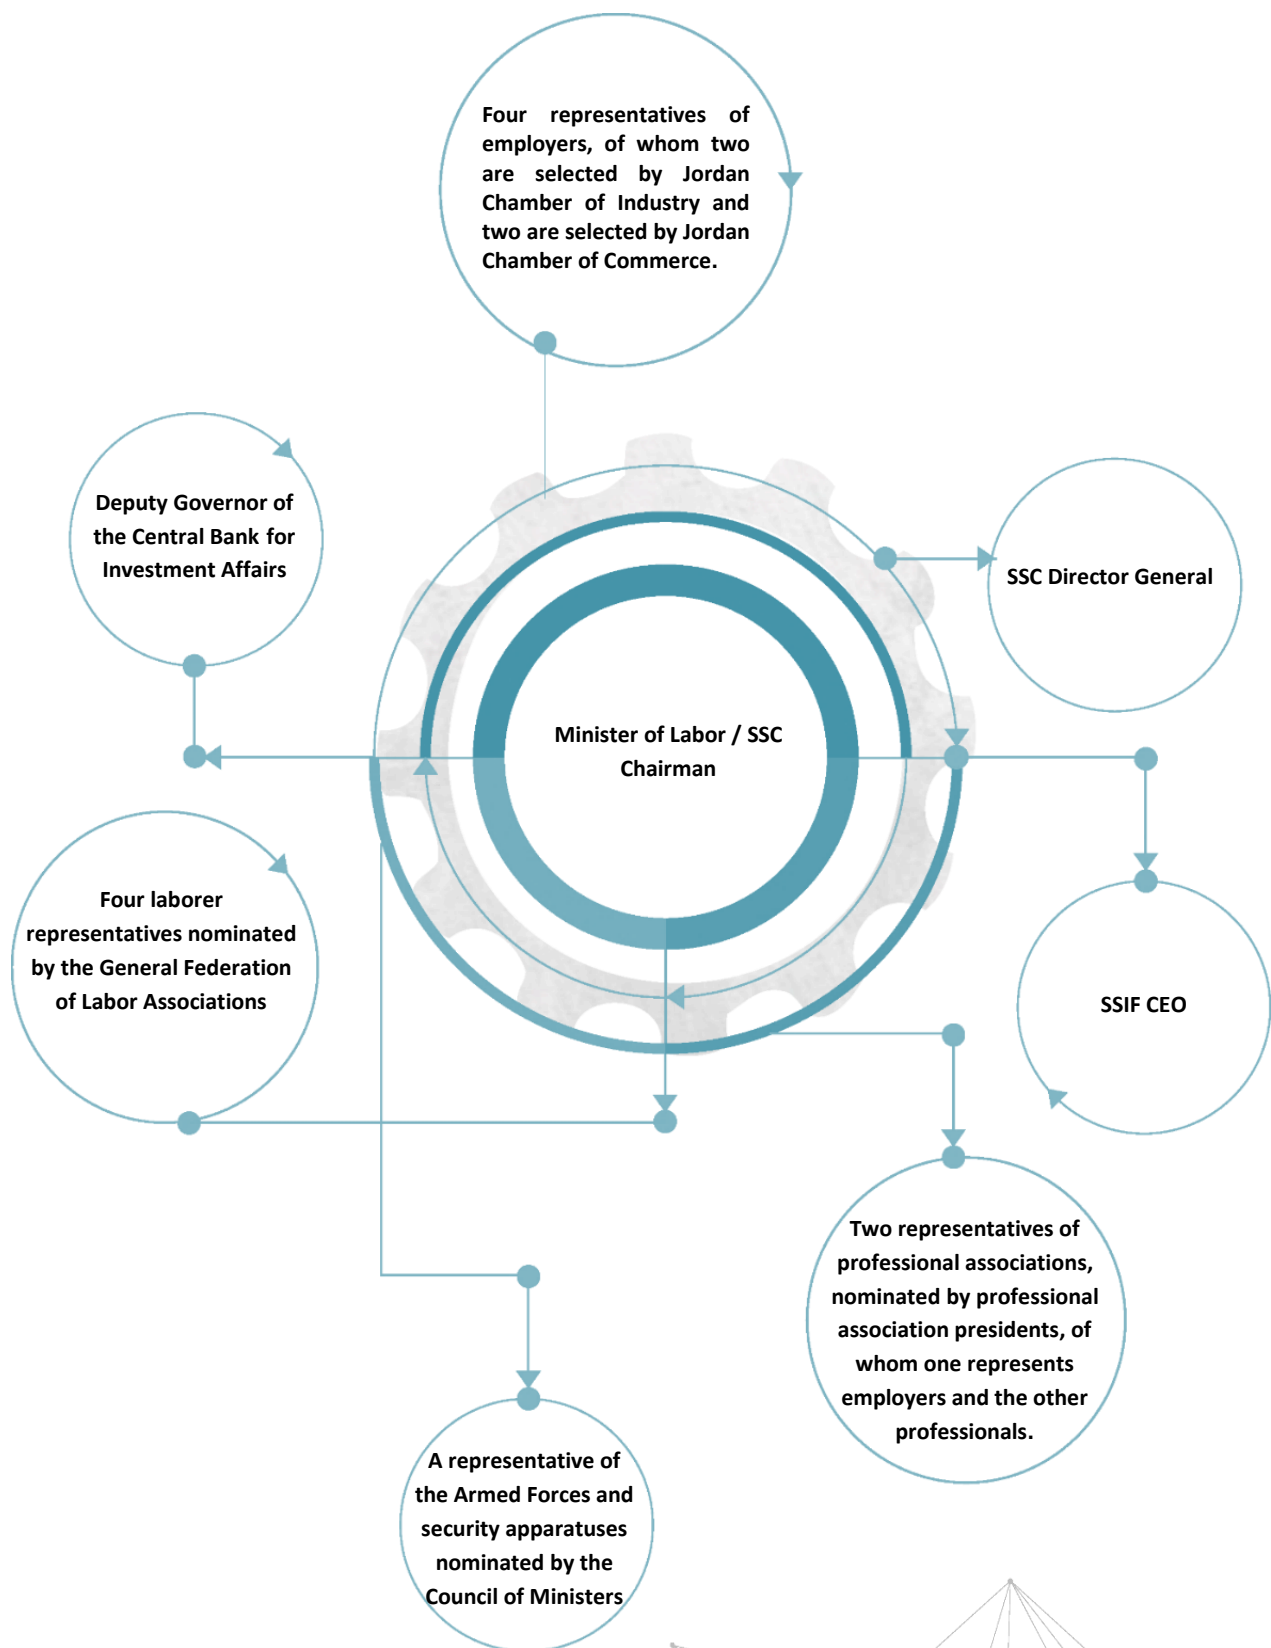 Four representatives of
employers, of whom two
are selected by Jordan
Chamber of Industry and
two are selected by Jordan
Chamber of Commerce.
Deputy Governor of
the Central Bank for
Investment Affairs
SSC Director General
Minister of Labor / SSC
Chairman
Four laborer
representatives nominated
by the General Federation
of Labor Associations
SSIF CEO
Two representatives of
professional associations,
nominated by professional
association presidents, of
whom one represents
employers and the other
professionals.
A representative of
the Armed Forces and
security apparatuses
nominated by the
Council of Ministers